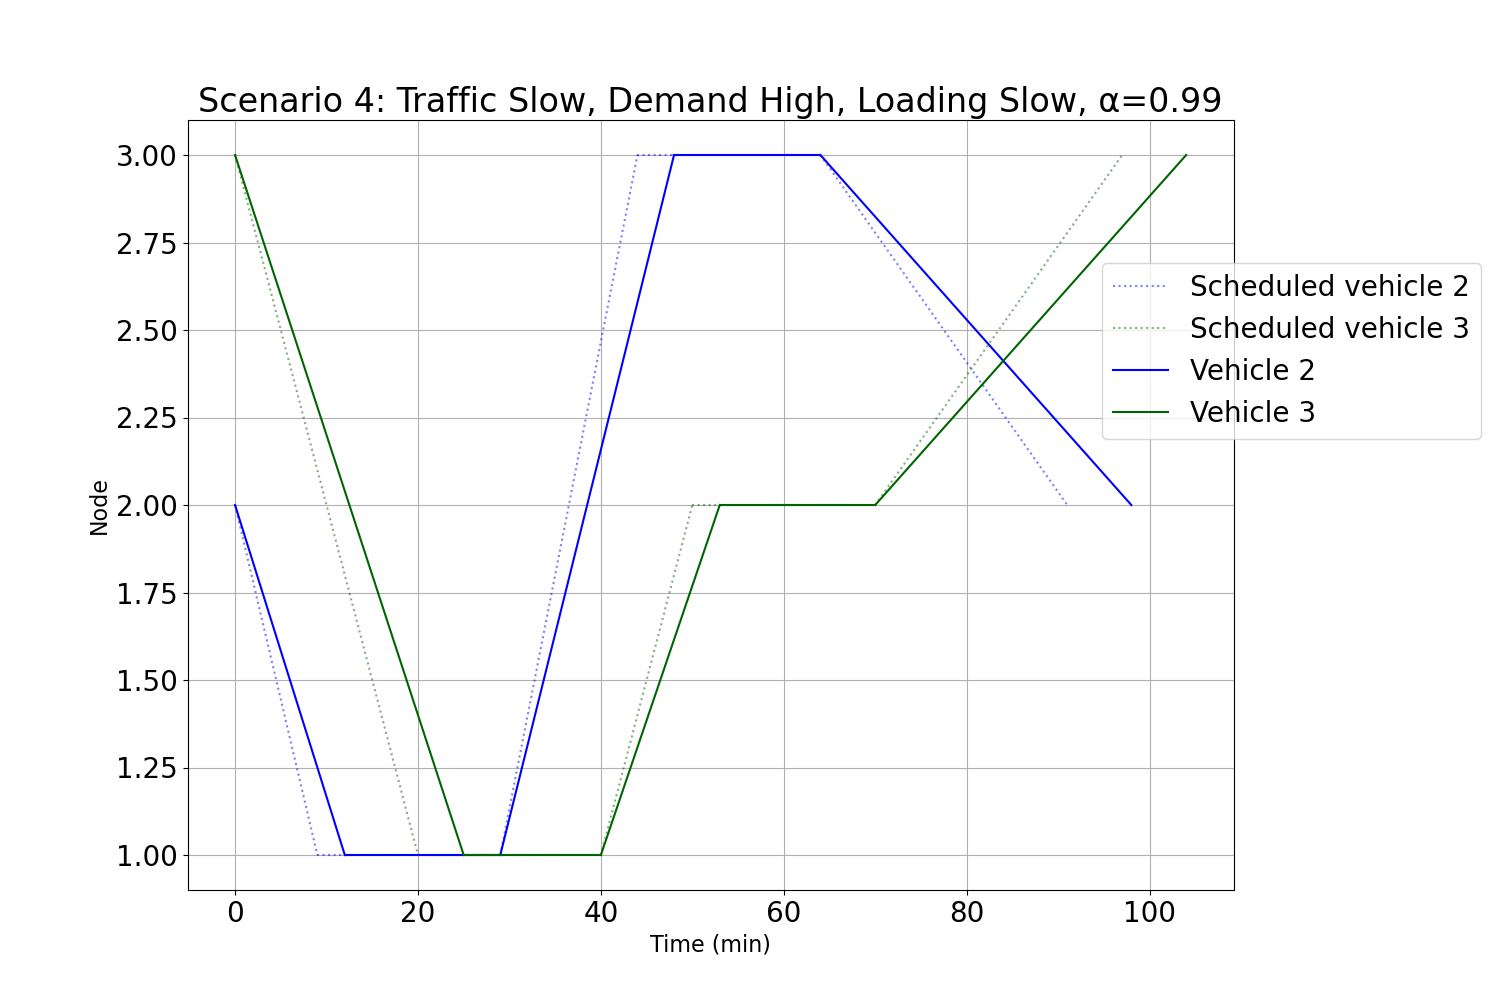 Scenario 4: Traffic Slow, Demand High, Loading Slow, α=0.99
3.00
2.75
2.50
2.25
2.00
1.75
1.50
1.25
1.00
Node
0 20 40 60 80 100
Time (min)
Scheduled vehicle 2
Scheduled vehicle 3
Vehicle 2
Vehicle 3